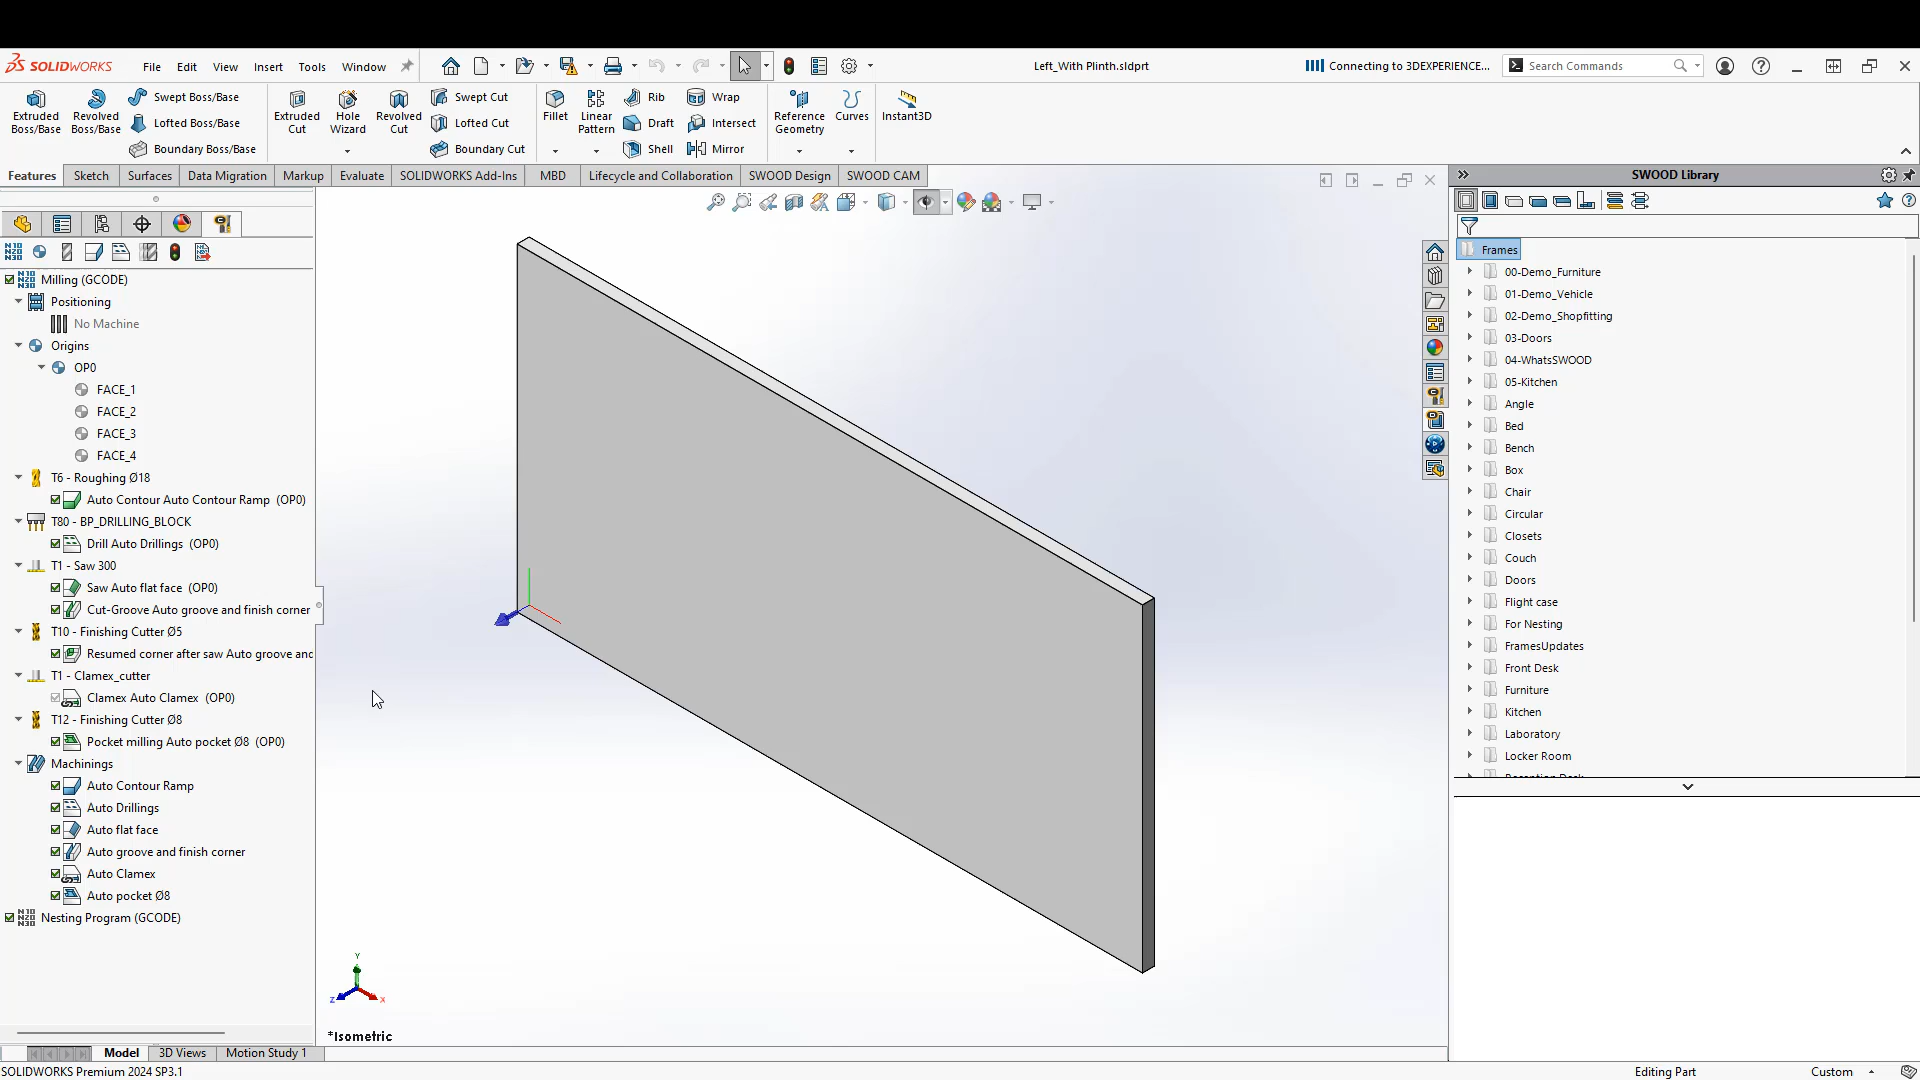 SOLIDWORKS File Edit View Insert Tools Window
Left_With Plinth.sldprt
Connecting to 3DEXPERIENCE...
Search Commands
Extruded Boss/Base
Revolved Boss/Base
Swept Boss/Base
Lofted Boss/Base
Boundary Boss/Base
Extruded Cut
Hole Wizard
Revolved Cut
Swept Cut
Lofted Cut
Boundary Cut
Fillet
Linear Pattern
Rib
Draft
Shell
Wrap
Intersect
Mirror
Reference Geometry
Curves
Instant3D
Features Sketch Surfaces Data Migration Markup Evaluate SOLIDWORKS Add-Ins MBD Lifecycle and Collaboration SWOOD Design SWOOD CAM
Milling (GCODE)
Positioning
No Machine
Origins
OP0
FACE_1
FACE_2
FACE_3
FACE_4
T6 - Roughing Ø18
Auto Contour Auto Contour Ramp (OP0)
T80 - BP_DRILLING_BLOCK
Drill Auto Drillings (OP0)
T1 - Saw 300
Saw Auto flat face (OP0)
Cut-Groove Auto groove and finish corner
T10 - Finishing Cutter Ø5
Resumed corner after saw Auto groove and
T1 - Clamex_cutter
Clamex Auto Clamex (OP0)
T12 - Finishing Cutter Ø8
Pocket milling Auto pocket Ø8 (OP0)
Machinings
Auto Contour Ramp
Auto Drillings
Auto flat face
Auto groove and finish corner
Auto Clamex
Auto pocket Ø8
Nesting Program (GCODE)
Y
Z
X
*Isometric
SWOOD Library
Frames
00-Demo_Furniture
01-Demo_Vehicle
02-Demo_Shopfitting
03-Doors
04-WhatsSWOOD
05-Kitchen
Angle
Bed
Bench
Box
Chair
Circular
Closets
Couch
Doors
Flight case
For Nesting
FramesUpdates
Front Desk
Furniture
Kitchen
Laboratory
Locker Room
Model 3D Views Motion Study 1
SOLIDWORKS Premium 2024 SP3.1
Editing Part
Custom